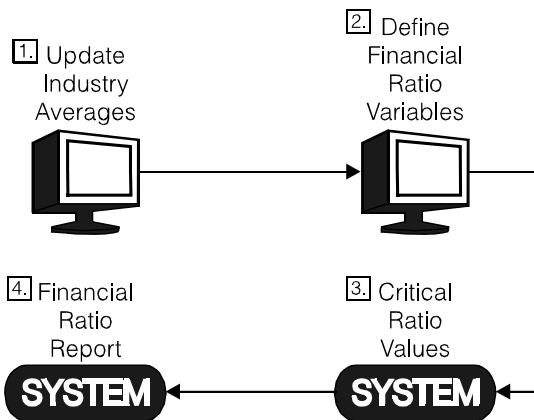 1. Update
Industry
Averages
2. Define
Financial
Ratio
Variables
4. Financial
Ratio
Report
SYSTEM
3. Critical
Ratio
Values
SYSTEM